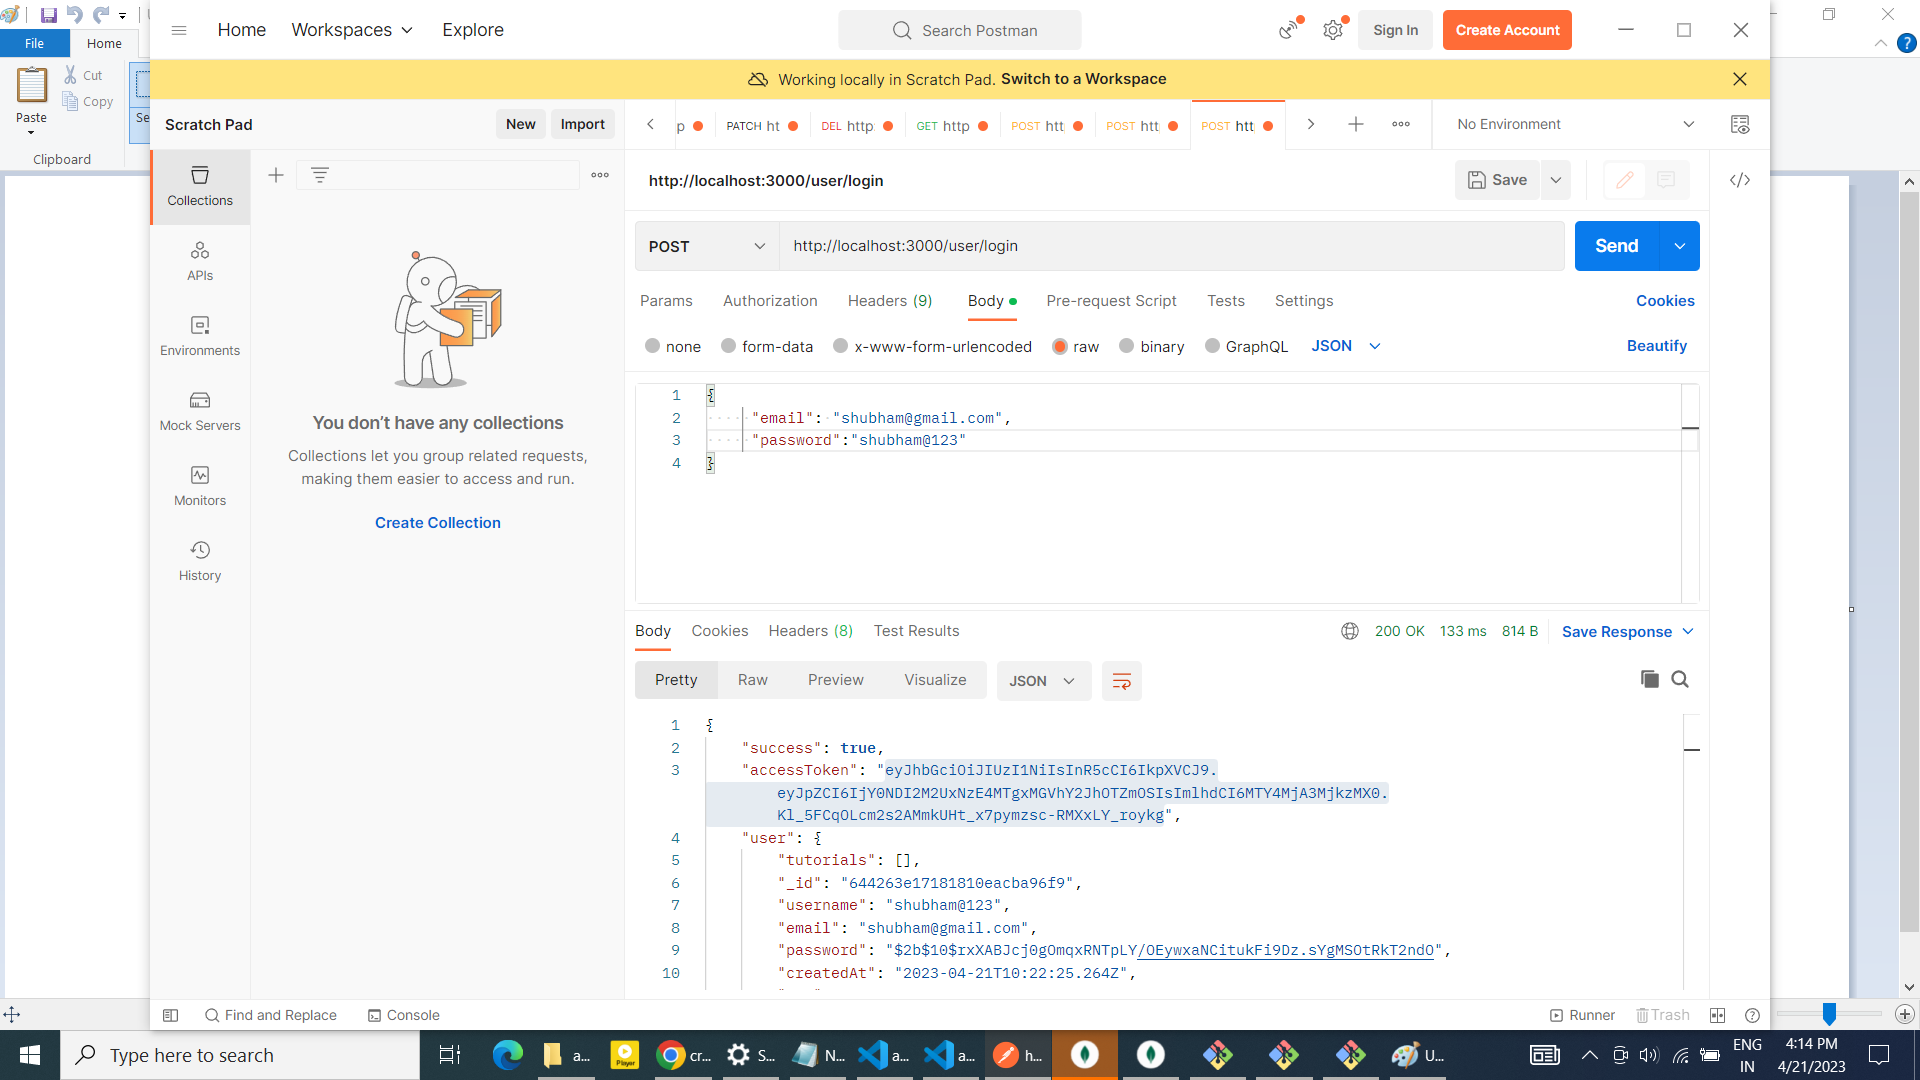 File
Home
Cut
Copy
Paste
Se
Clipboard
Home
Workspaces
Explore
Search Postman
Sign In
Create Account
Working locally in Scratch Pad. Switch to a Workspace
Scratch Pad
New
Import
p
PATCH ht
DEL http
GET http
POST htt
POST htt
POST htt
No Environment
Collections
APIs
Environments
Mock Servers
Monitors
History
You don't have any collections
Collections let you group related requests,
making them easier to access and run.
Create Collection
http://localhost:3000/user/login
Save
POST
http://localhost:3000/user/login
Send
Params
Authorization
Headers (9)
Body
Pre-request Script
Tests
Settings
Cookies
none
form-data
x-www-form-urlencoded
raw
binary
GraphQL
JSON
Beautify
1 {
2 "email": "shubham@gmail.com",
3 "password":"shubham@123"
4 }
Body
Cookies
Headers (8)
Test Results
200 OK
133 ms
814 B
Save Response
Pretty
Raw
Preview
Visualize
JSON
1 {
2 "success": true,
3 "accessToken": "eyJhbGciOiJIUzI1NiIsInR5cCI6IkpXVCJ9.
eyJpZCI6IjY0NDI2M2UxNzE4MTgxMGVhY2JhOTZmOSIsImlhdCI6MTY4MjA3MjkzMX0.
Kl_5FCqOLcm2s2AMmkUHt_x7pymzsc-RMXxLY_roykg",
4 "user": {
5 "tutorials": [],
6 "_id": "644263e17181810eacba96f9",
7 "username": "shubham@123",
8 "email": "shubham@gmail.com",
9 "password": "$2b$10$rxXABJcj0gOmqxRNTpLY/OEywxaNCitukFi9Dz.sYgMSOtRkT2ndO",
10 "createdAt": "2023-04-21T10:22:25.264Z",
Find and Replace
Console
Runner
Trash
Type here to search
a...
Player
cr...
S...
N...
a...
a...
h...
U...
ENG
IN
4:14 PM
4/21/2023